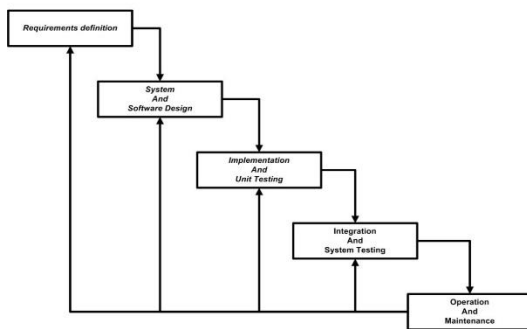 Requirements definition
System
And
Software Design
Implementation
And
Unit Testing
Integration
And
System Testing
Operation
And
Maintenance